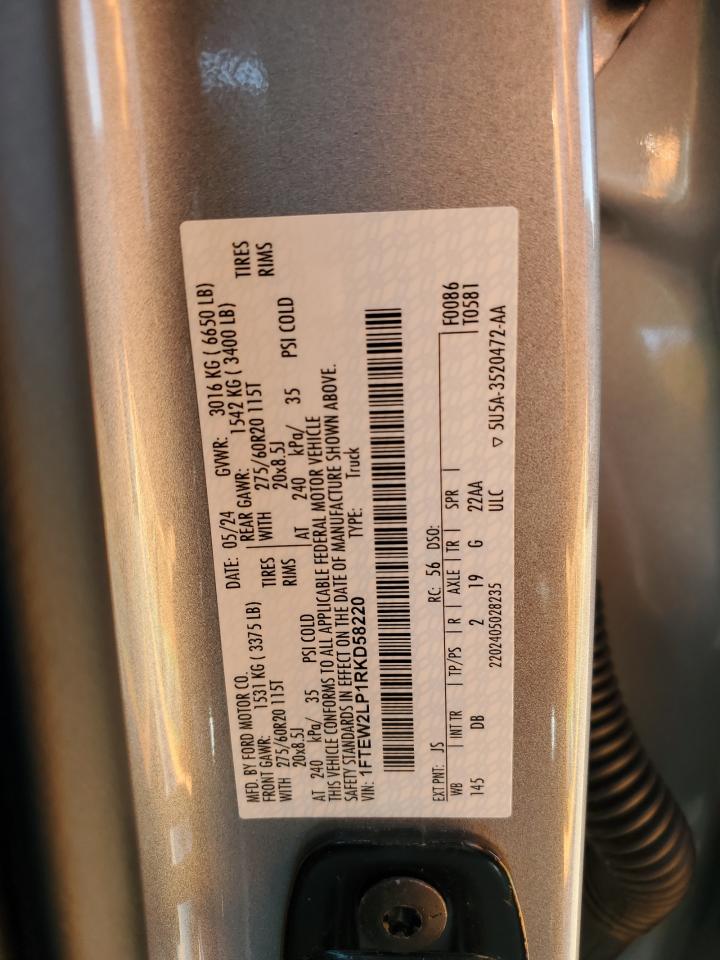 MFD. BY FORD MOTOR CO. DATE: 05/24 GVWR: 3016 KG ( 6650 LB)
FRONT GAWR: 1531 KG ( 3375 LB) REAR GAWR: 1542 KG ( 3400 LB)
WITH 275/60R20 115T TIRES WITH 275/60R20 115T TIRES
20x8.5J RIMS 20x8.5J RIMS
AT 240 kPa/ 35 PSI COLD AT 240 kPa/ 35 PSI COLD
THIS VEHICLE CONFORMS TO ALL APPLICABLE FEDERAL MOTOR VEHICLE
SAFETY STANDARDS IN EFFECT ON THE DATE OF MANUFACTURE SHOWN ABOVE.
VIN: 1FTEW2LP1RKD58220 TYPE: Truck
EXT PNT: JS RC: 56 DSO:
WB INT TR TP/PS R AXLE TR SPR F0086
145 DB 2 19 G 22AA T0581
2202405028235 ULC
▽ 5U5A-3520472-AA